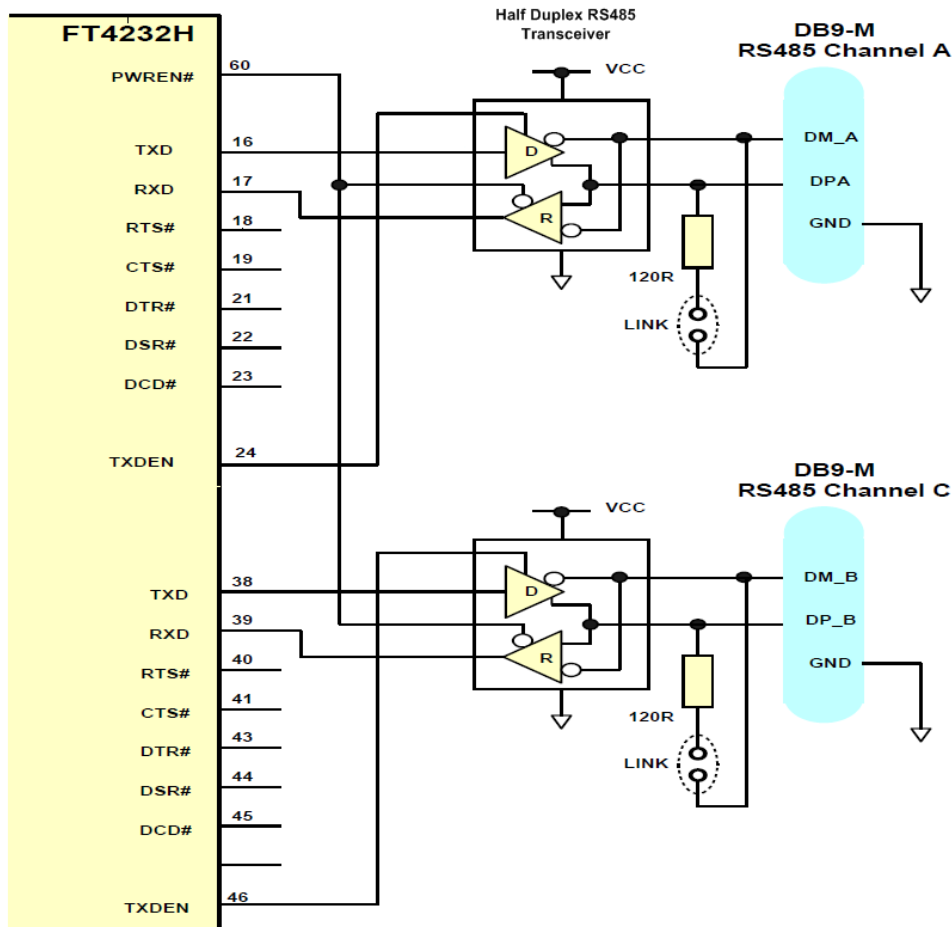 FT4232H
PWREN#
60
TXD
16
RXD
17
RTS#
18
CTS#
19
DTR#
21
DSR#
22
DCD#
23
TXDEN
24
TXD
38
RXD
39
RTS#
40
CTS#
41
DTR#
43
DSR#
44
DCD#
45
TXDEN
46
Half Duplex RS485
Transceiver
VCC
D
R
120R
LINK
DB9-M
RS485 Channel A
DM_A
DPA
GND
VCC
D
R
120R
LINK
DB9-M
RS485 Channel C
DM_B
DP_B
GND